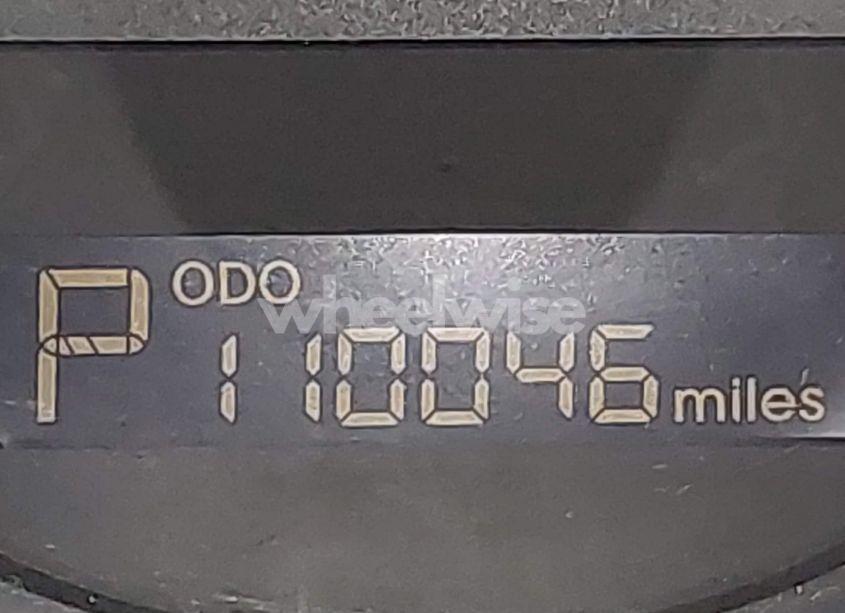 P ODO
wheelwise
110046 miles